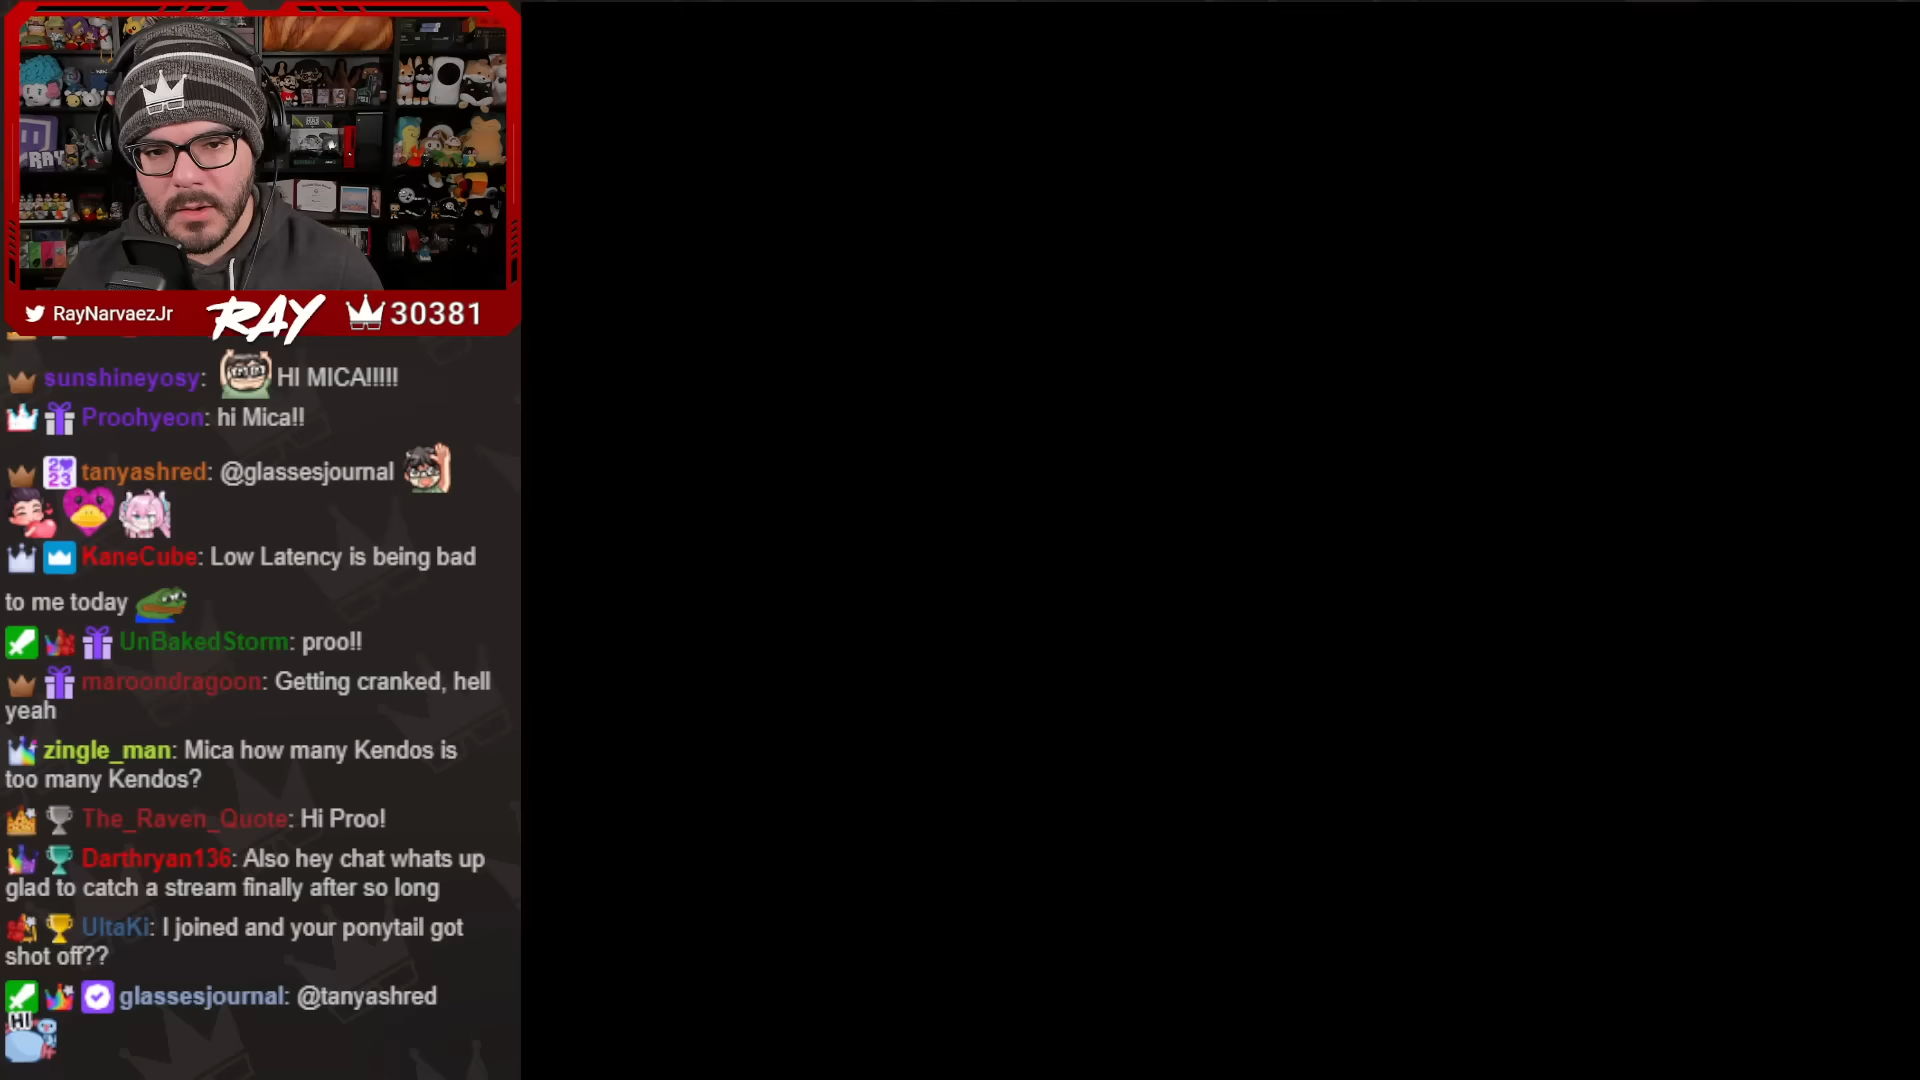 RAY
RayNarvaezJr RAY 30381
sunshineyosy: HI MICA!!!!!
Proohyeon: hi Mica!!
tanyashred: @glassesjournal
KaneCube: Low Latency is being bad
to me today
UnBakedStorm: proo!!
maroondragoon: Getting cranked, hell
yeah
zingle_man: Mica how many Kendos is
too many Kendos?
The_Raven_Quote: Hi Proo!
Darthryan136: Also hey chat whats up
glad to catch a stream finally after so long
UltaKi: I joined and your ponytail got
shot off??
glassesjournal: @tanyashred
HI